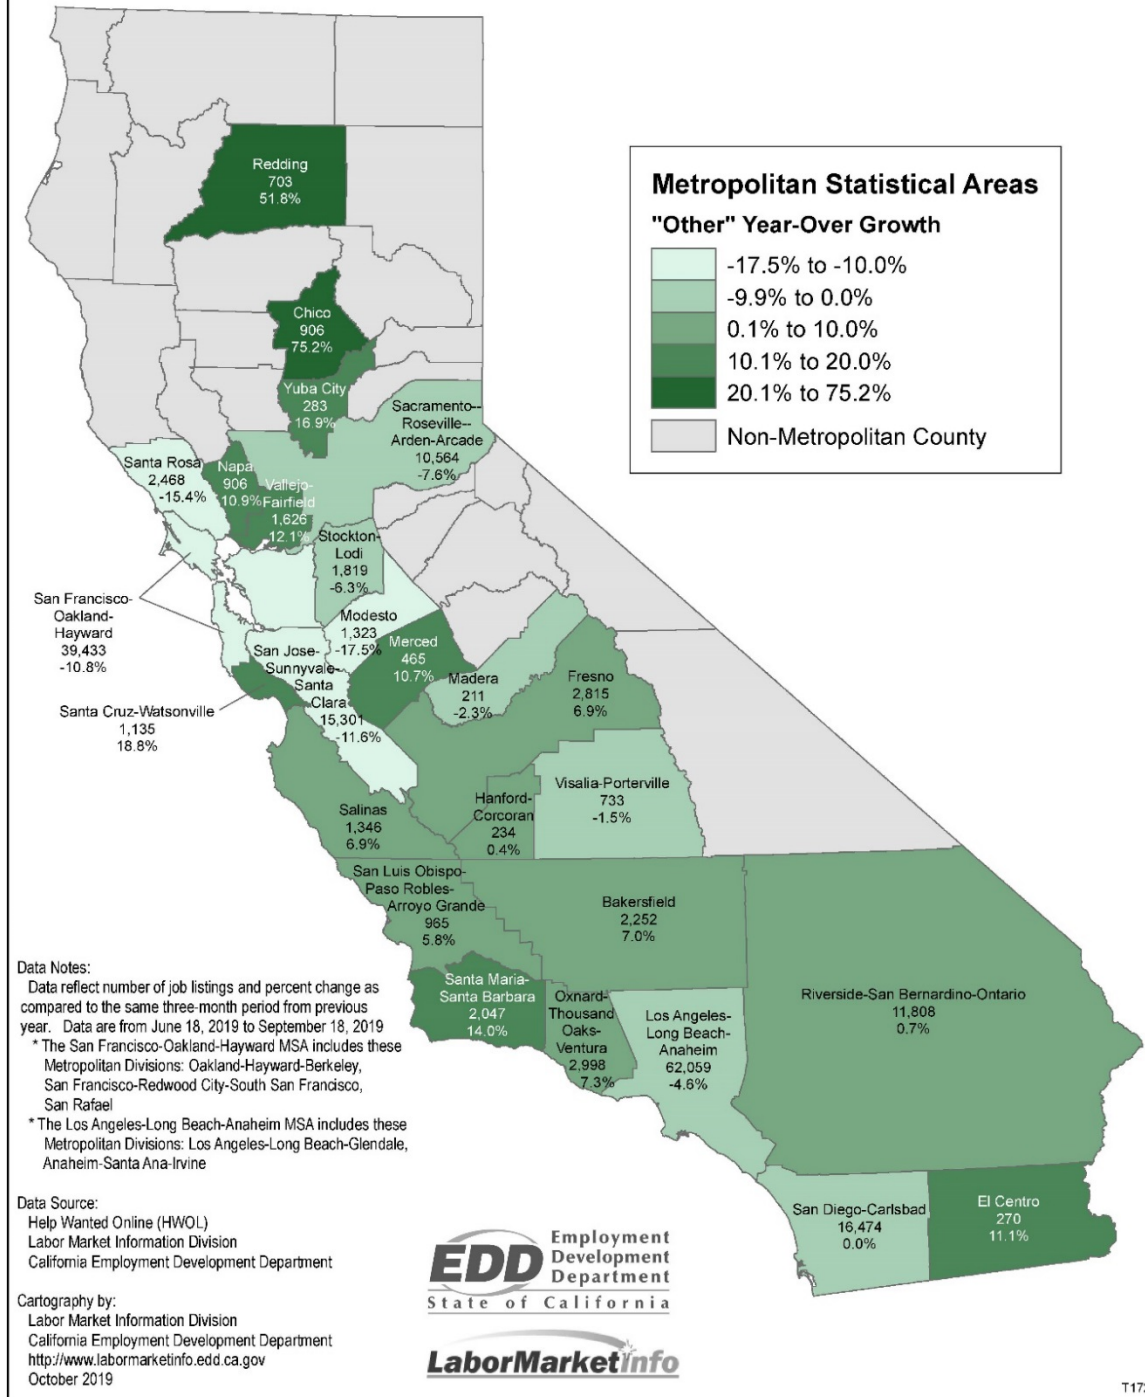 Redding
703
51.8%
Chico
906
75.2%
Yuba City
283
16.9%
Sacramento--
Roseville--
Arden-Arcade
10,564
-7.6%
Santa Rosa
2,468
-15.4%
Napa
906
10.9%
Vallejo-
Fairfield
1,626
12.1%
Stockton-
Lodi
1,819
-6.3%
San Francisco-
Oakland-
Hayward
39,433
-10.8%
Modesto
1,323
-17.5%
Merced
465
10.7%
San Jose-
Sunnyvale-
Santa
Clara
15,301
-11.6%
Madera
211
-2.3%
Fresno
2,815
6.9%
Santa Cruz-Watsonville
1,135
18.8%
Salinas
1,346
6.9%
Hanford-
Corcoran
234
0.4%
Visalia-Porterville
733
-1.5%
San Luis Obispo-
Paso Robles-
Arroyo Grande
965
5.8%
Bakersfield
2,252
7.0%
Santa Maria-
Santa Barbara
2,047
14.0%
Oxnard-
Thousand
Oaks-
Ventura
2,998
7.3%
Los Angeles-
Long Beach-
Anaheim
62,059
-4.6%
Riverside-San Bernardino-Ontario
11,808
0.7%
San Diego-Carlsbad
16,474
0.0%
El Centro
270
11.1%
Metropolitan Statistical Areas
"Other" Year-Over Growth
-17.5% to -10.0%
-9.9% to 0.0%
0.1% to 10.0%
10.1% to 20.0%
20.1% to 75.2%
Non-Metropolitan County
Data Notes:
Data reflect number of job listings and percent change as
compared to the same three-month period from previous
year. Data are from June 18, 2019 to September 18, 2019
* The San Francisco-Oakland-Hayward MSA includes these
Metropolitan Divisions: Oakland-Hayward-Berkeley,
San Francisco-Redwood City-South San Francisco,
San Rafael
* The Los Angeles-Long Beach-Anaheim MSA includes these
Metropolitan Divisions: Los Angeles-Long Beach-Glendale,
Anaheim-Santa Ana-Irvine
Data Source:
Help Wanted Online (HWOL)
Labor Market Information Division
California Employment Development Department
Cartography by:
Labor Market Information Division
California Employment Development Department
http://www.labormarketinfo.edd.ca.gov
October 2019
EDD
Employment
Development
Department
State of California
LaborMarketinfo